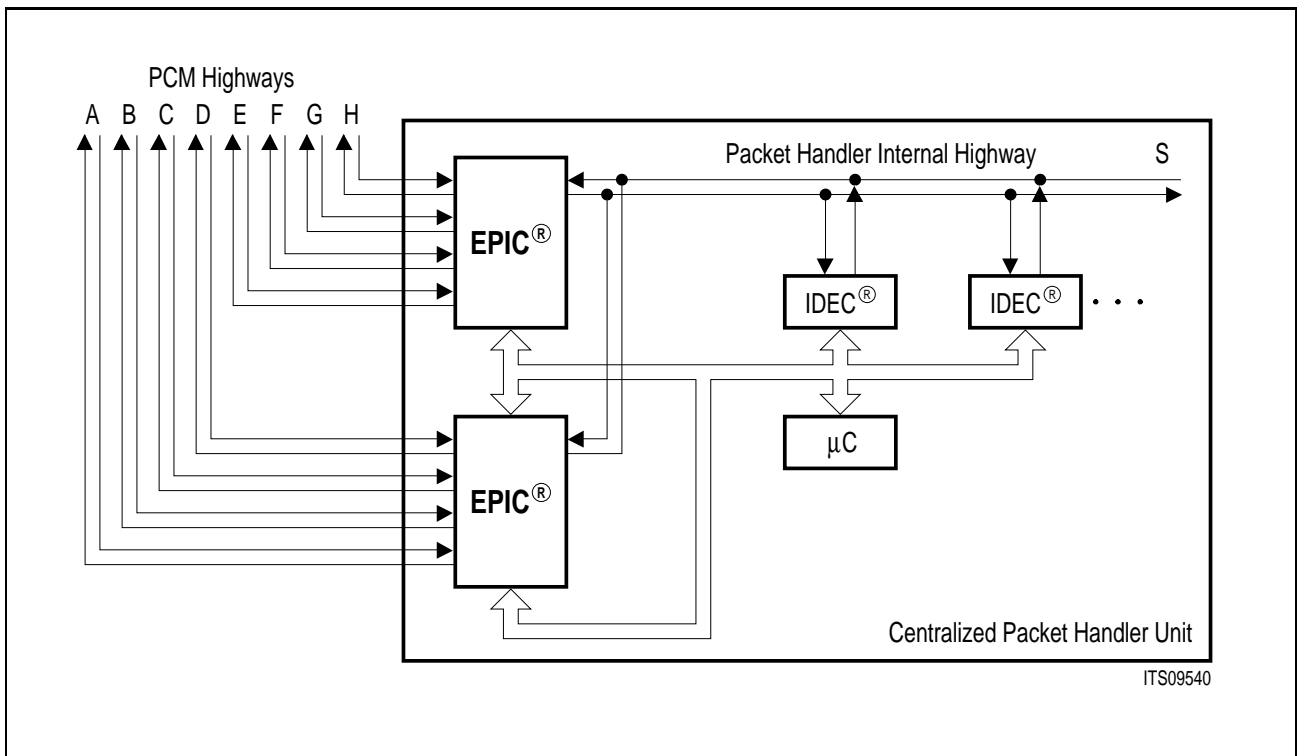 PCM Highways
A B C D E F G H
Packet Handler Internal Highway S
EPIC®
IDEC® IDEC® . . .
EPIC®
µC
Centralized Packet Handler Unit
ITS09540